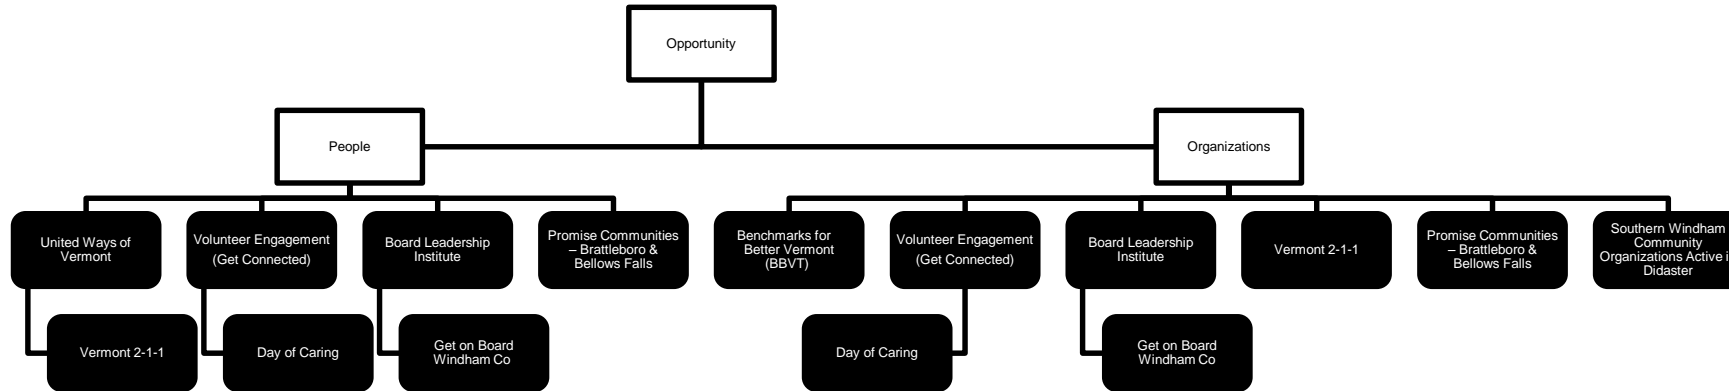 Opportunity
People
Organizations
United Ways of
Vermont
Volunteer Engagement
(Get Connected)
Board Leadership
Institute
Promise Communities
– Brattleboro &
Bellows Falls
Benchmarks for
Better Vermont
(BBVT)
Volunteer Engagement
(Get Connected)
Board Leadership
Institute
Vermont 2-1-1
Promise Communities
– Brattleboro &
Bellows Falls
Southern Windham
Community
Organizations Active i
Didaster
Vermont 2-1-1
Day of Caring
Get on Board
Windham Co
Day of Caring
Get on Board
Windham Co